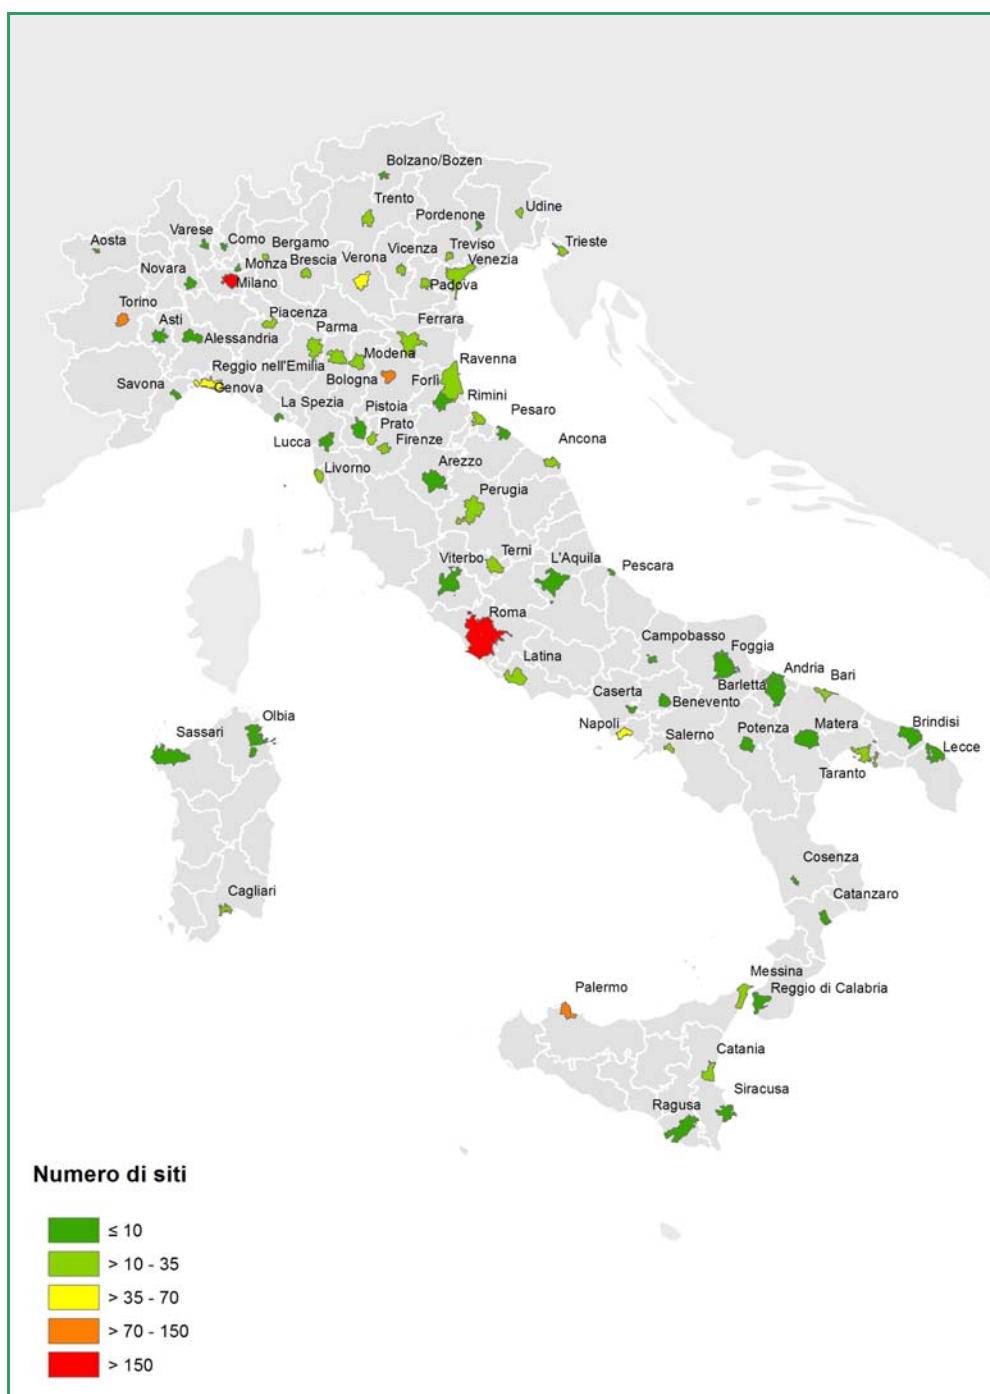 Bolzano/Bozen
Trento
Pordenone
Udine
Aosta
Varese
Como
Bergamo
Vicenza
Treviso
Trieste
Novara
Monza
Brescia
Verona
Venezia
Milano
Padova
Torino
Asti
Piacenza
Parma
Ferrara
Alessandria
Modena
Ravenna
Reggio nell'Emilia
Bologna
Forlì
Savona
Genova
Rimini
La Spezia
Pistoia
Pesaro
Prato
Lucca
Firenze
Ancona
Livorno
Arezzo
Perugia
Viterbo
Terni
L'Aquila
Pescara
Roma
Campobasso
Foggia
Latina
Andria
Bari
Barletta
Caserta
Benevento
Napoli
Salerno
Potenza
Matera
Brindisi
Lecce
Taranto
Sassari
Olbia
Cosenza
Cagliari
Catanzaro
Messina
Palermo
Reggio di Calabria
Catania
Siracusa
Ragusa
Numero di siti
≤ 10
> 10 - 35
> 35 - 70
> 70 - 150
> 150